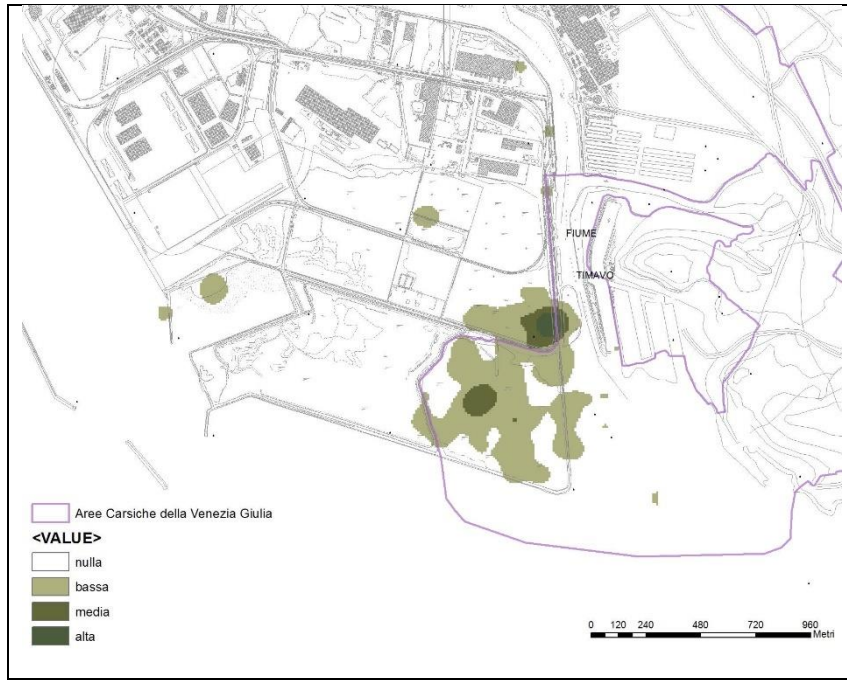 FIUME
TIMAVO
Aree Carsiche della Venezia Giulia
<VALUE>
nulla
bassa
media
alta
0 120 240 480 720 960
Metri